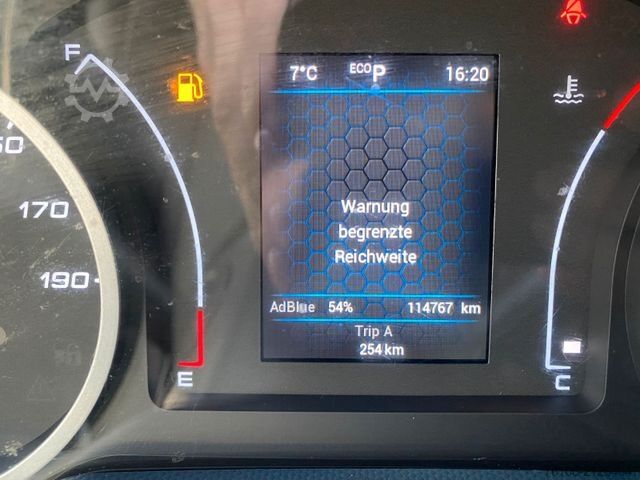 F
7°C ECO P 16:20
50
170
190
Warnung
begrenzte
Reichweite
AdBlue 54% 114767 km
Trip A
254 km
E
C